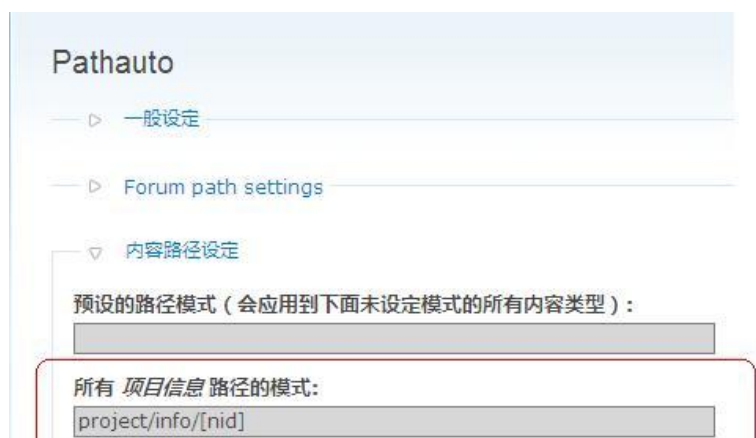 Pathauto
一般设定
Forum path settings
内容路径设定
预设的路径模式（会应用到下面未设定模式的所有内容类型）:
所有 项目信息 路径的模式:
project/info/[nid]